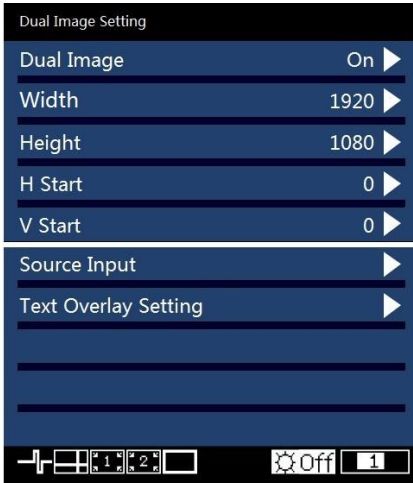 Dual Image Setting
Dual Image On
Width 1920
Height 1080
H Start 0
V Start 0
Source Input
Text Overlay Setting
1 2 Off 1